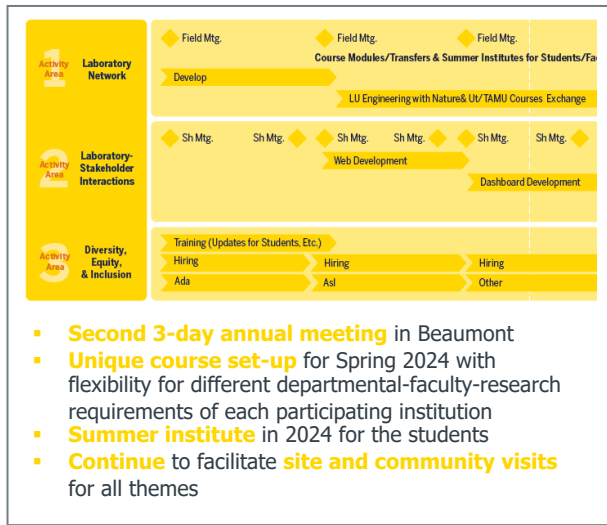 Field Mtg. Field Mtg. Field Mtg.
1 Activity Area Laboratory Network
Course Modules/Transfers & Summer Institutes for Students/Fac
Develop
LU Engineering with Nature& Ut/TAMU Courses Exchange
Sh Mtg. Sh Mtg. Sh Mtg. Sh Mtg. Sh Mtg. Sh Mtg.
2 Activity Area Laboratory-Stakeholder Interactions
Web Development
Dashboard Development
3 Activity Area Diversity, Equity, & Inclusion
Training (Updates for Students, Etc.)
Hiring Hiring Hiring
Ada Asl Other
▪ Second 3-day annual meeting in Beaumont
▪ Unique course set-up for Spring 2024 with
flexibility for different departmental-faculty-research
requirements of each participating institution
▪ Summer institute in 2024 for the students
▪ Continue to facilitate site and community visits
for all themes